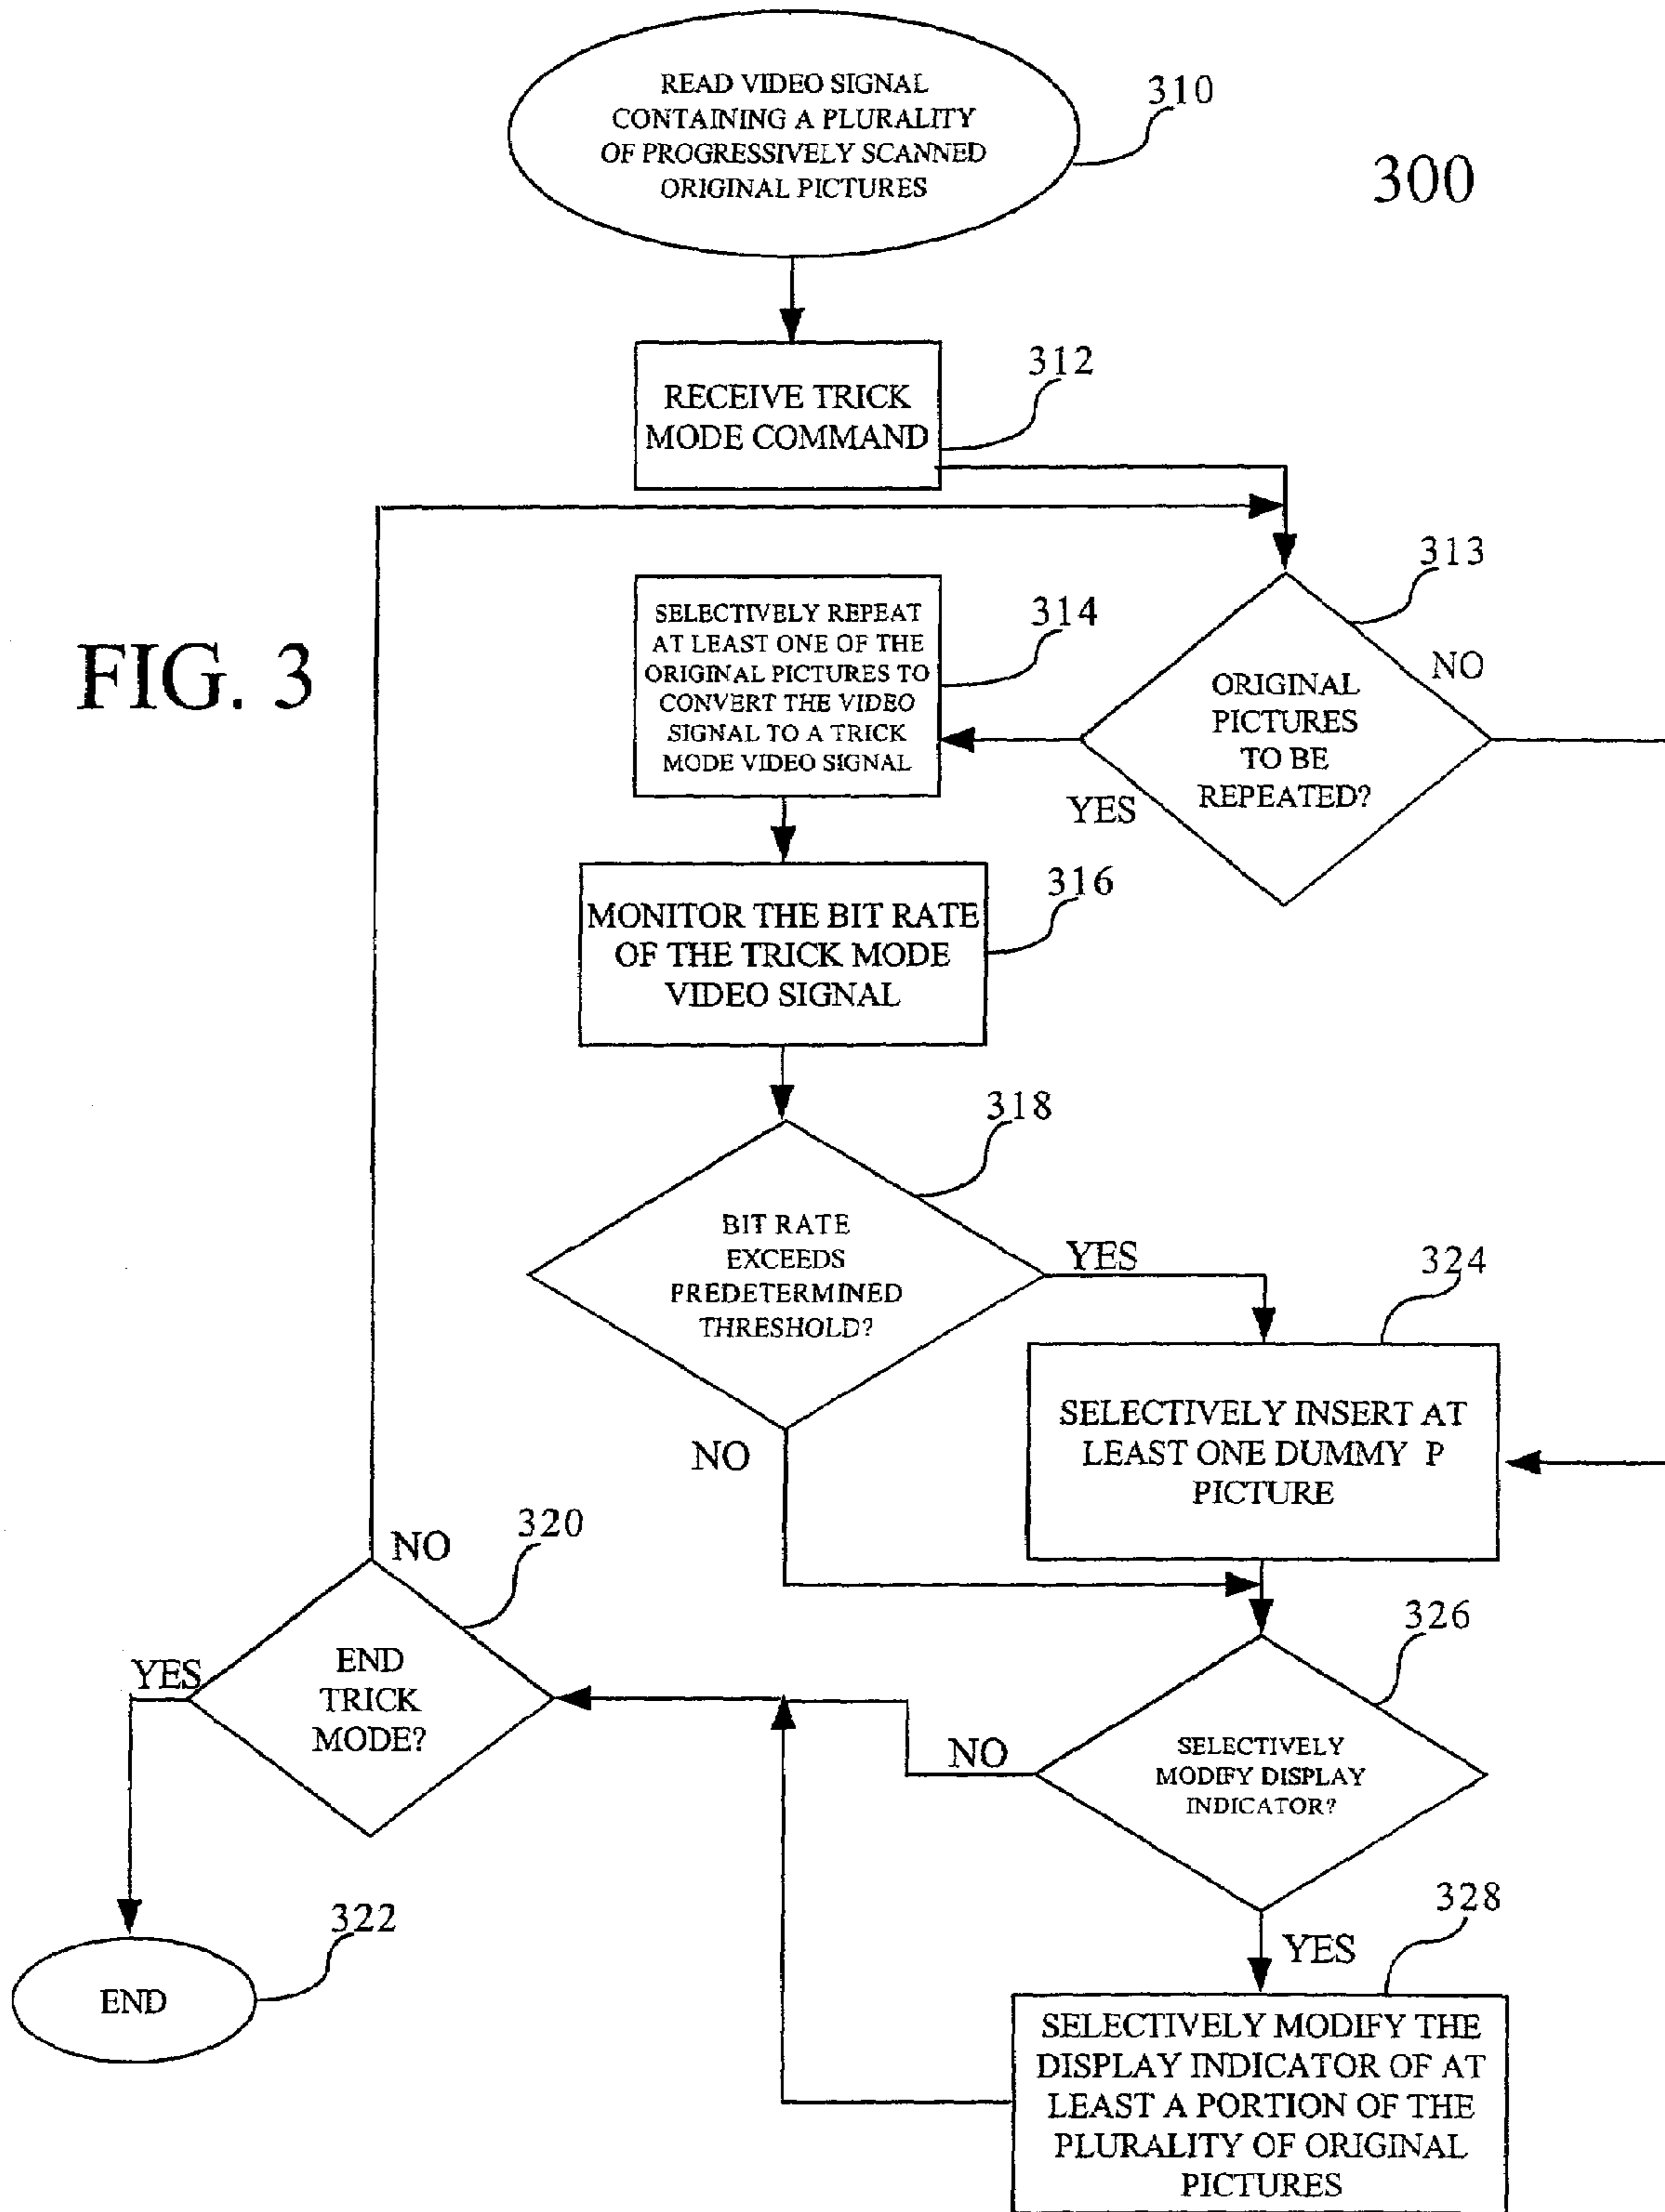 READ VIDEO SIGNAL
CONTAINING A PLURALITY
OF PROGRESSIVELY SCANNED
ORIGINAL PICTURES
310
300
RECEIVE TRICK
MODE COMMAND
312
313
ORIGINAL
PICTURES
TO BE
REPEATED?
NO
YES
SELECTIVELY REPEAT
AT LEAST ONE OF THE
ORIGINAL PICTURES TO
CONVERT THE VIDEO
SIGNAL TO A TRICK
MODE VIDEO SIGNAL
314
FIG. 3
MONITOR THE BIT RATE
OF THE TRICK MODE
VIDEO SIGNAL
316
318
BIT RATE
EXCEEDS
PREDETERMINED
THRESHOLD?
YES
NO
324
SELECTIVELY INSERT AT
LEAST ONE DUMMY P
PICTURE
326
SELECTIVELY
MODIFY DISPLAY
INDICATOR?
NO
YES
328
SELECTIVELY MODIFY THE
DISPLAY INDICATOR OF AT
LEAST A PORTION OF THE
PLURALITY OF ORIGINAL
PICTURES
320
NO
END
TRICK
MODE?
YES
322
END